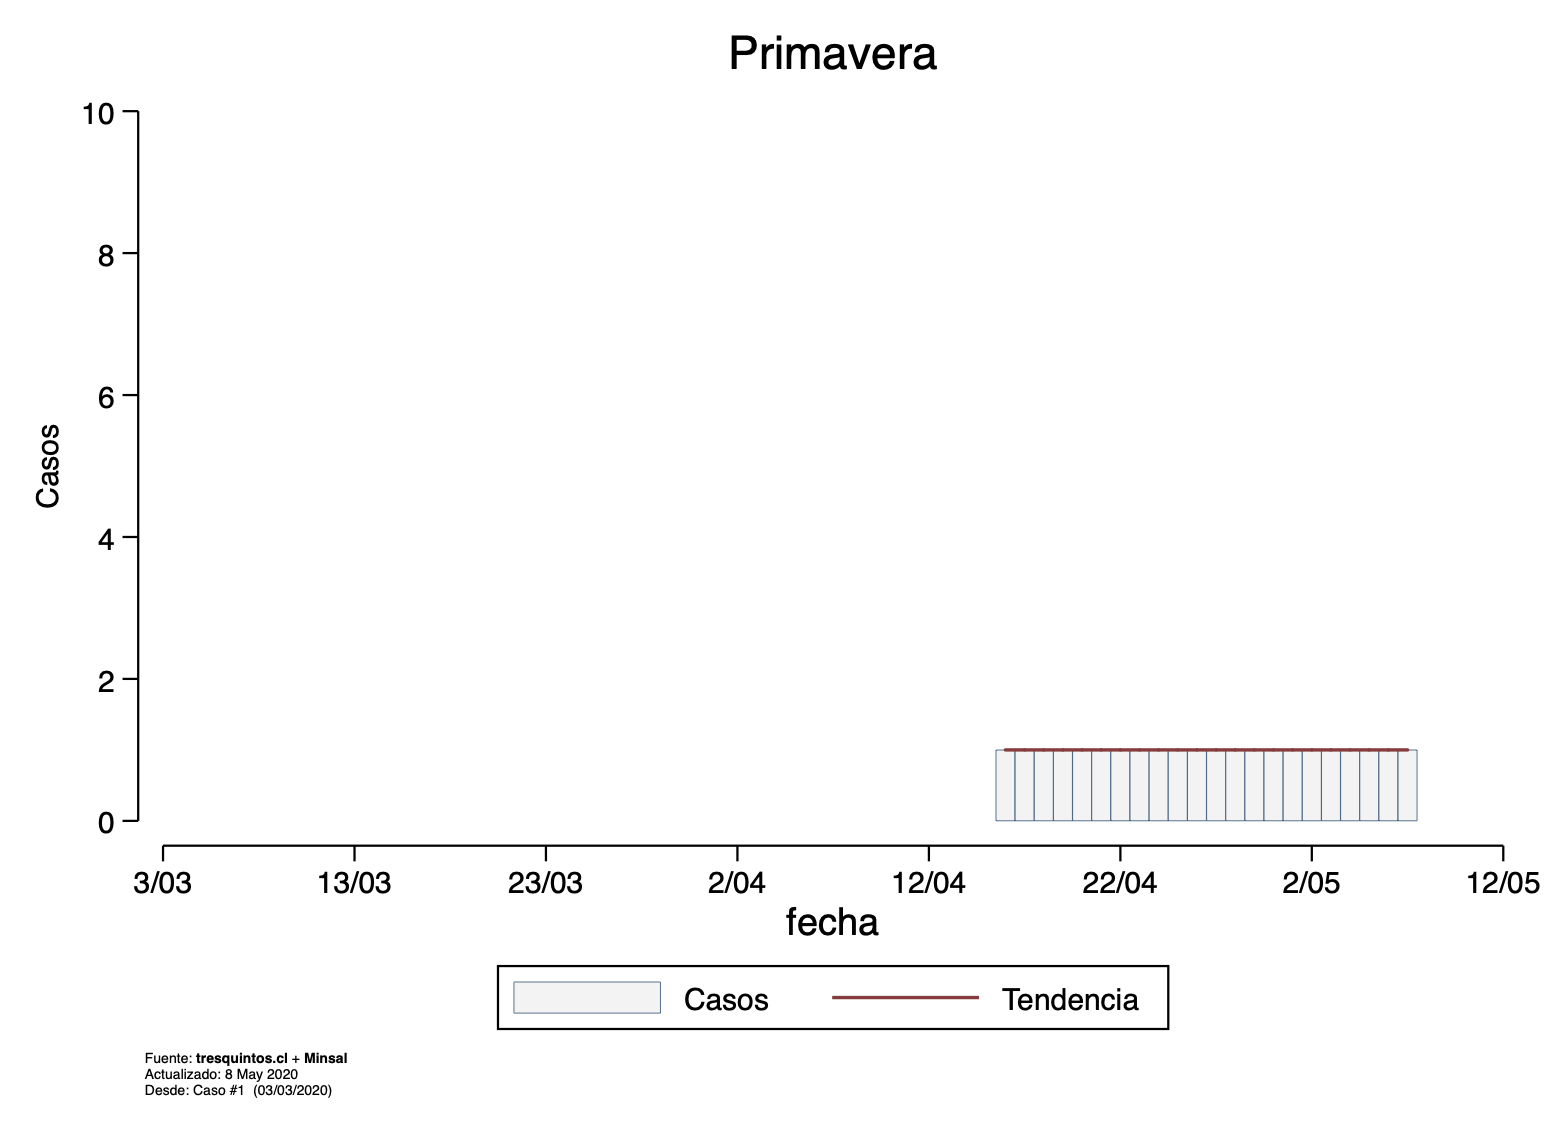 Primavera
10
8
6
4
2
0
Casos
3/03 13/03 23/03 2/04 12/04 22/04 2/05 12/05
fecha
Casos Tendencia
Fuente: tresquintos.cl + Minsal
Actualizado: 8 May 2020
Desde: Caso #1 (03/03/2020)